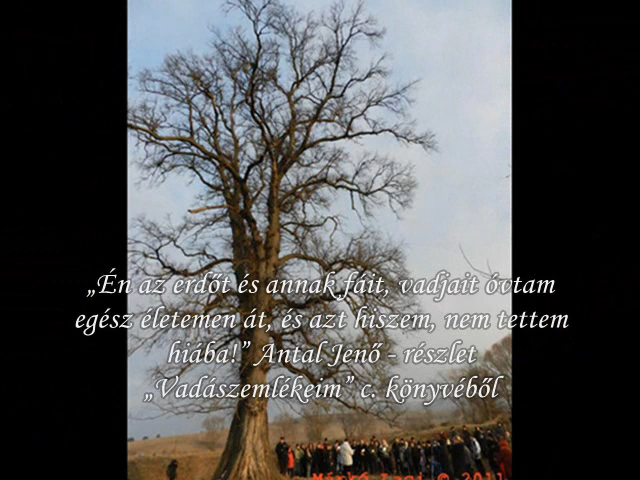 „Én az erdőt és annak fáit, vadjait óvtam
egész életemen át, és azt hiszem, nem tettem
hiába!” Antal Jenő - részlet
„Vadászemlékeim” c. könyvéből
© 2011